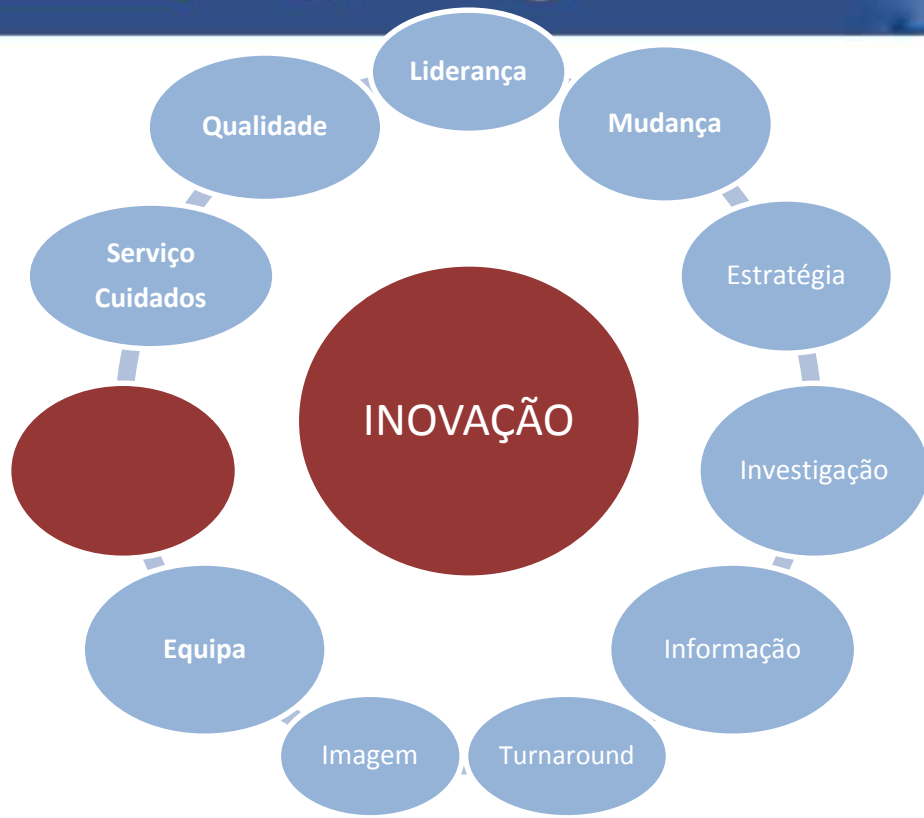 Liderança
Mudança
Estratégia
Investigação
Informação
Turnaround
Imagem
Equipa
Serviço
Cuidados
Qualidade
INOVAÇÃO